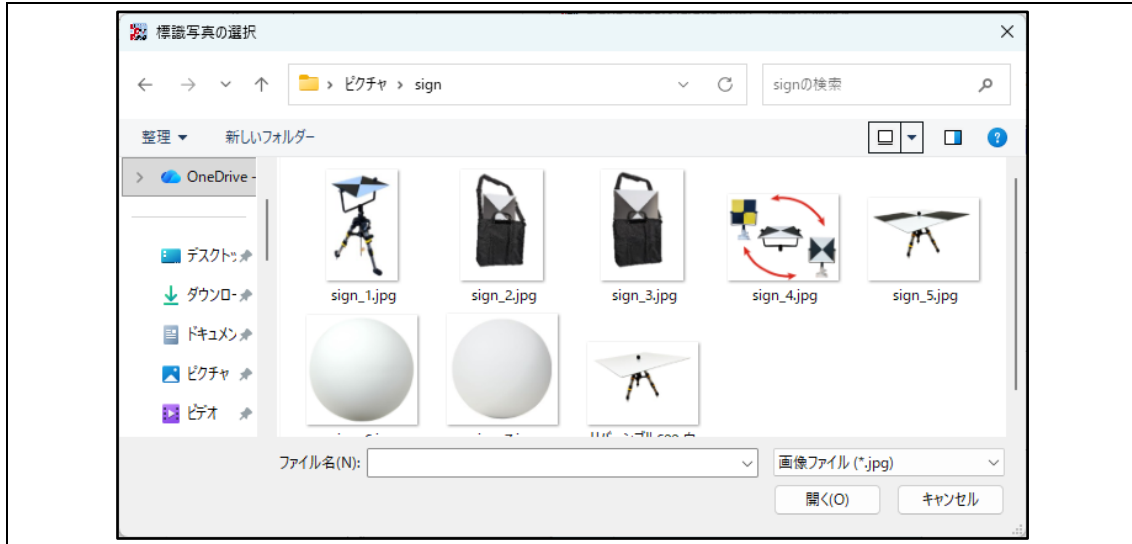 標識写真の選択
ピクチャ > sign
signの検索
整理
新しいフォルダー
OneDrive -
デスクトッ
ダウンロー
ドキュメン
ピクチャ
ビデオ
sign_1.jpg
sign_2.jpg
sign_3.jpg
sign_4.jpg
sign_5.jpg
ファイル名(N):
画像ファイル (*.jpg)
開く(O)
キャンセル